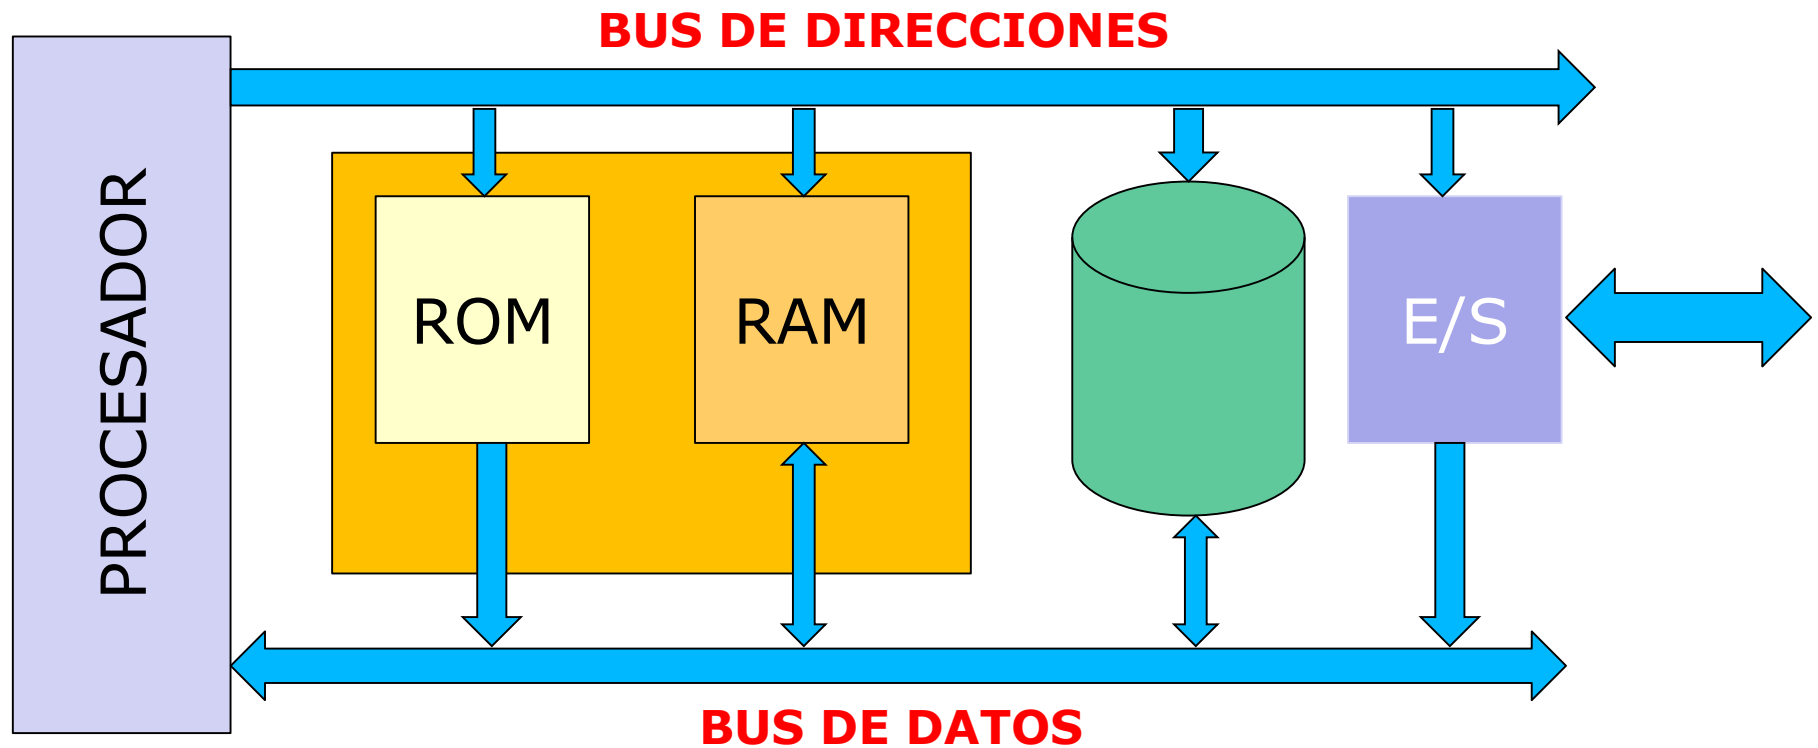 BUS DE DIRECCIONES
PROCESADOR
ROM
RAM
E/S
BUS DE DATOS